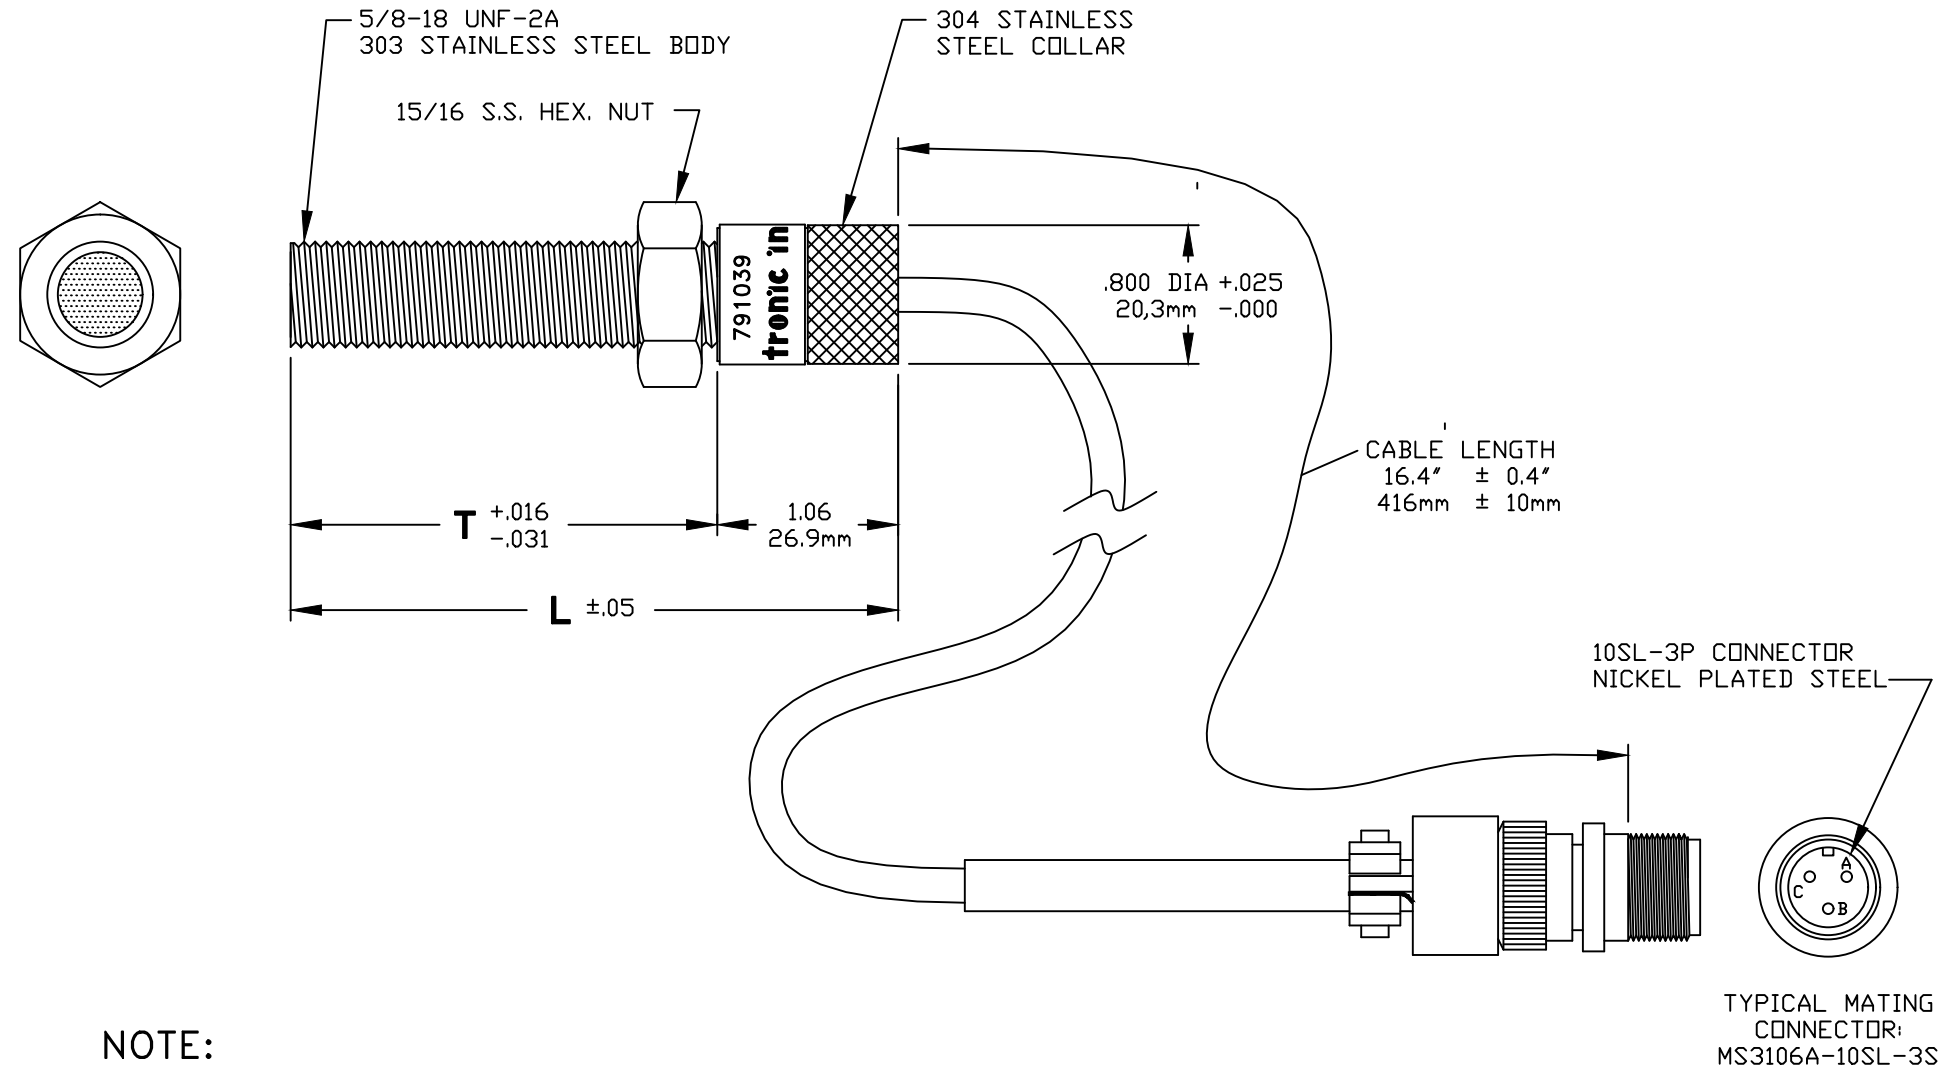 5/8-18 UNF-2A
303 STAINLESS STEEL BODY
304 STAINLESS
STEEL COLLAR
15/16 S.S. HEX. NUT
791039
tronic in
.800 DIA +.025
20,3mm -.000
CABLE LENGTH
16.4" ± 0.4"
416mm ± 10mm
T +.016
-.031
1.06
26.9mm
L ±.05
10SL-3P CONNECTOR
NICKEL PLATED STEEL
A
C
B
TYPICAL MATING
CONNECTOR:
MS3106A-10SL-3S
NOTE: